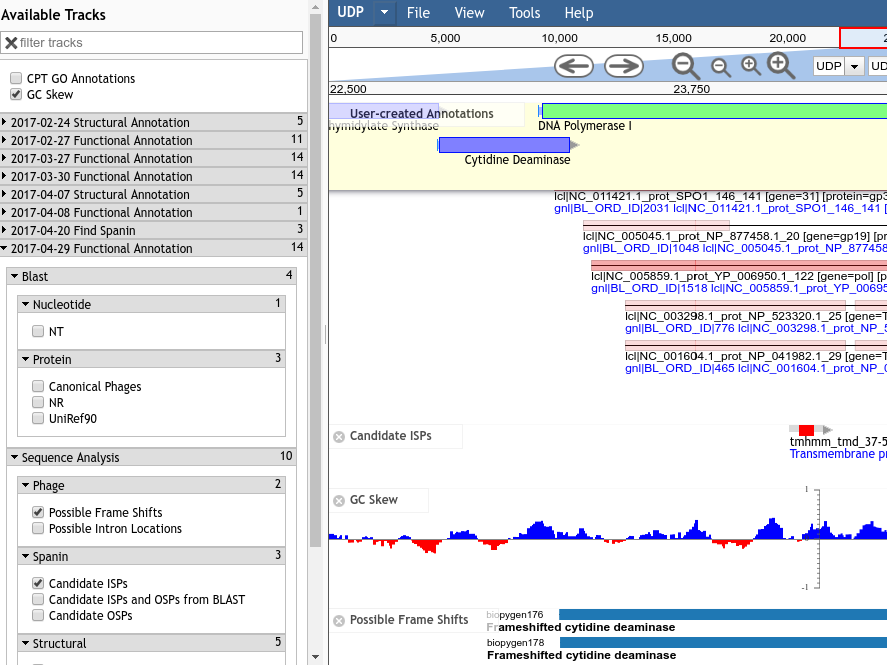 Available Tracks
filter tracks
CPT GO Annotations
GC Skew
2017-02-24 Structural Annotation 5
2017-02-27 Functional Annotation 11
2017-03-27 Functional Annotation 14
2017-03-30 Functional Annotation 14
2017-04-07 Structural Annotation 5
2017-04-08 Functional Annotation 1
2017-04-20 Find Spanin 3
2017-04-29 Functional Annotation 14
Blast 4
Nucleotide 1
NT
Protein 3
Canonical Phages
NR
UniRef90
Sequence Analysis 10
Phage 2
Possible Frame Shifts
Possible Intron Locations
Spanin 3
Candidate ISPs
Candidate ISPs and OSPs from BLAST
Candidate OSPs
Structural 5
UDP File View Tools Help
0 5,000 10,000 15,000 20,000 2
UDP UD
22,500 23,750
User-created Annotations
hymidylate Synthase DNA Polymerase I
Cytidine Deaminase
lcl|NC_011421.1_prot_SPO1_146_141 [gene=31] [protein=gp3
gnl|BL_ORD_ID|2031 lcl|NC_011421.1_prot_SPO1_146_141 [
lcl|NC_005045.1_prot_NP_877458.1_20 [gene=gp19] [pr
gnl|BL_ORD_ID|1048 lcl|NC_005045.1_prot_NP_877458
lcl|NC_005859.1_prot_YP_006950.1_122 [gene=pol] [p
gnl|BL_ORD_ID|1518 lcl|NC_005859.1_prot_YP_00695
lcl|NC_003298.1_prot_NP_523320.1_25 [gene=T
gnl|BL_ORD_ID|776 lcl|NC_003298.1_prot_NP_5
lcl|NC_001604.1_prot_NP_041982.1_29 [gene=T
gnl|BL_ORD_ID|465 lcl|NC_001604.1_prot_NP_0
Candidate ISPs
tmhmm_tmd_37-5
Transmembrane pr
GC Skew
1
-1
Possible Frame Shifts
biopygen176
Frameshifted cytidine deaminase
biopygen178
Frameshifted cytidine deaminase